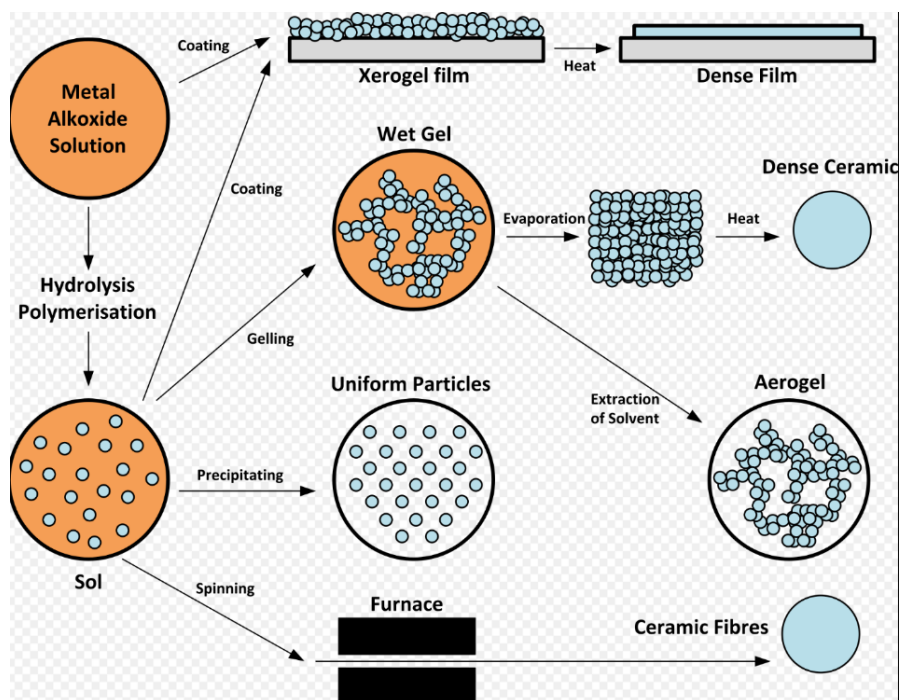 Coating
Xerogel film
Heat
Dense Film
Metal
Alkoxide
Solution
Wet Gel
Coating
Dense Ceramic
Evaporation
Heat
Hydrolysis
Polymerisation
Gelling
Uniform Particles
Aerogel
Extraction
of Solvent
Precipitating
Sol
Spinning
Furnace
Ceramic Fibres